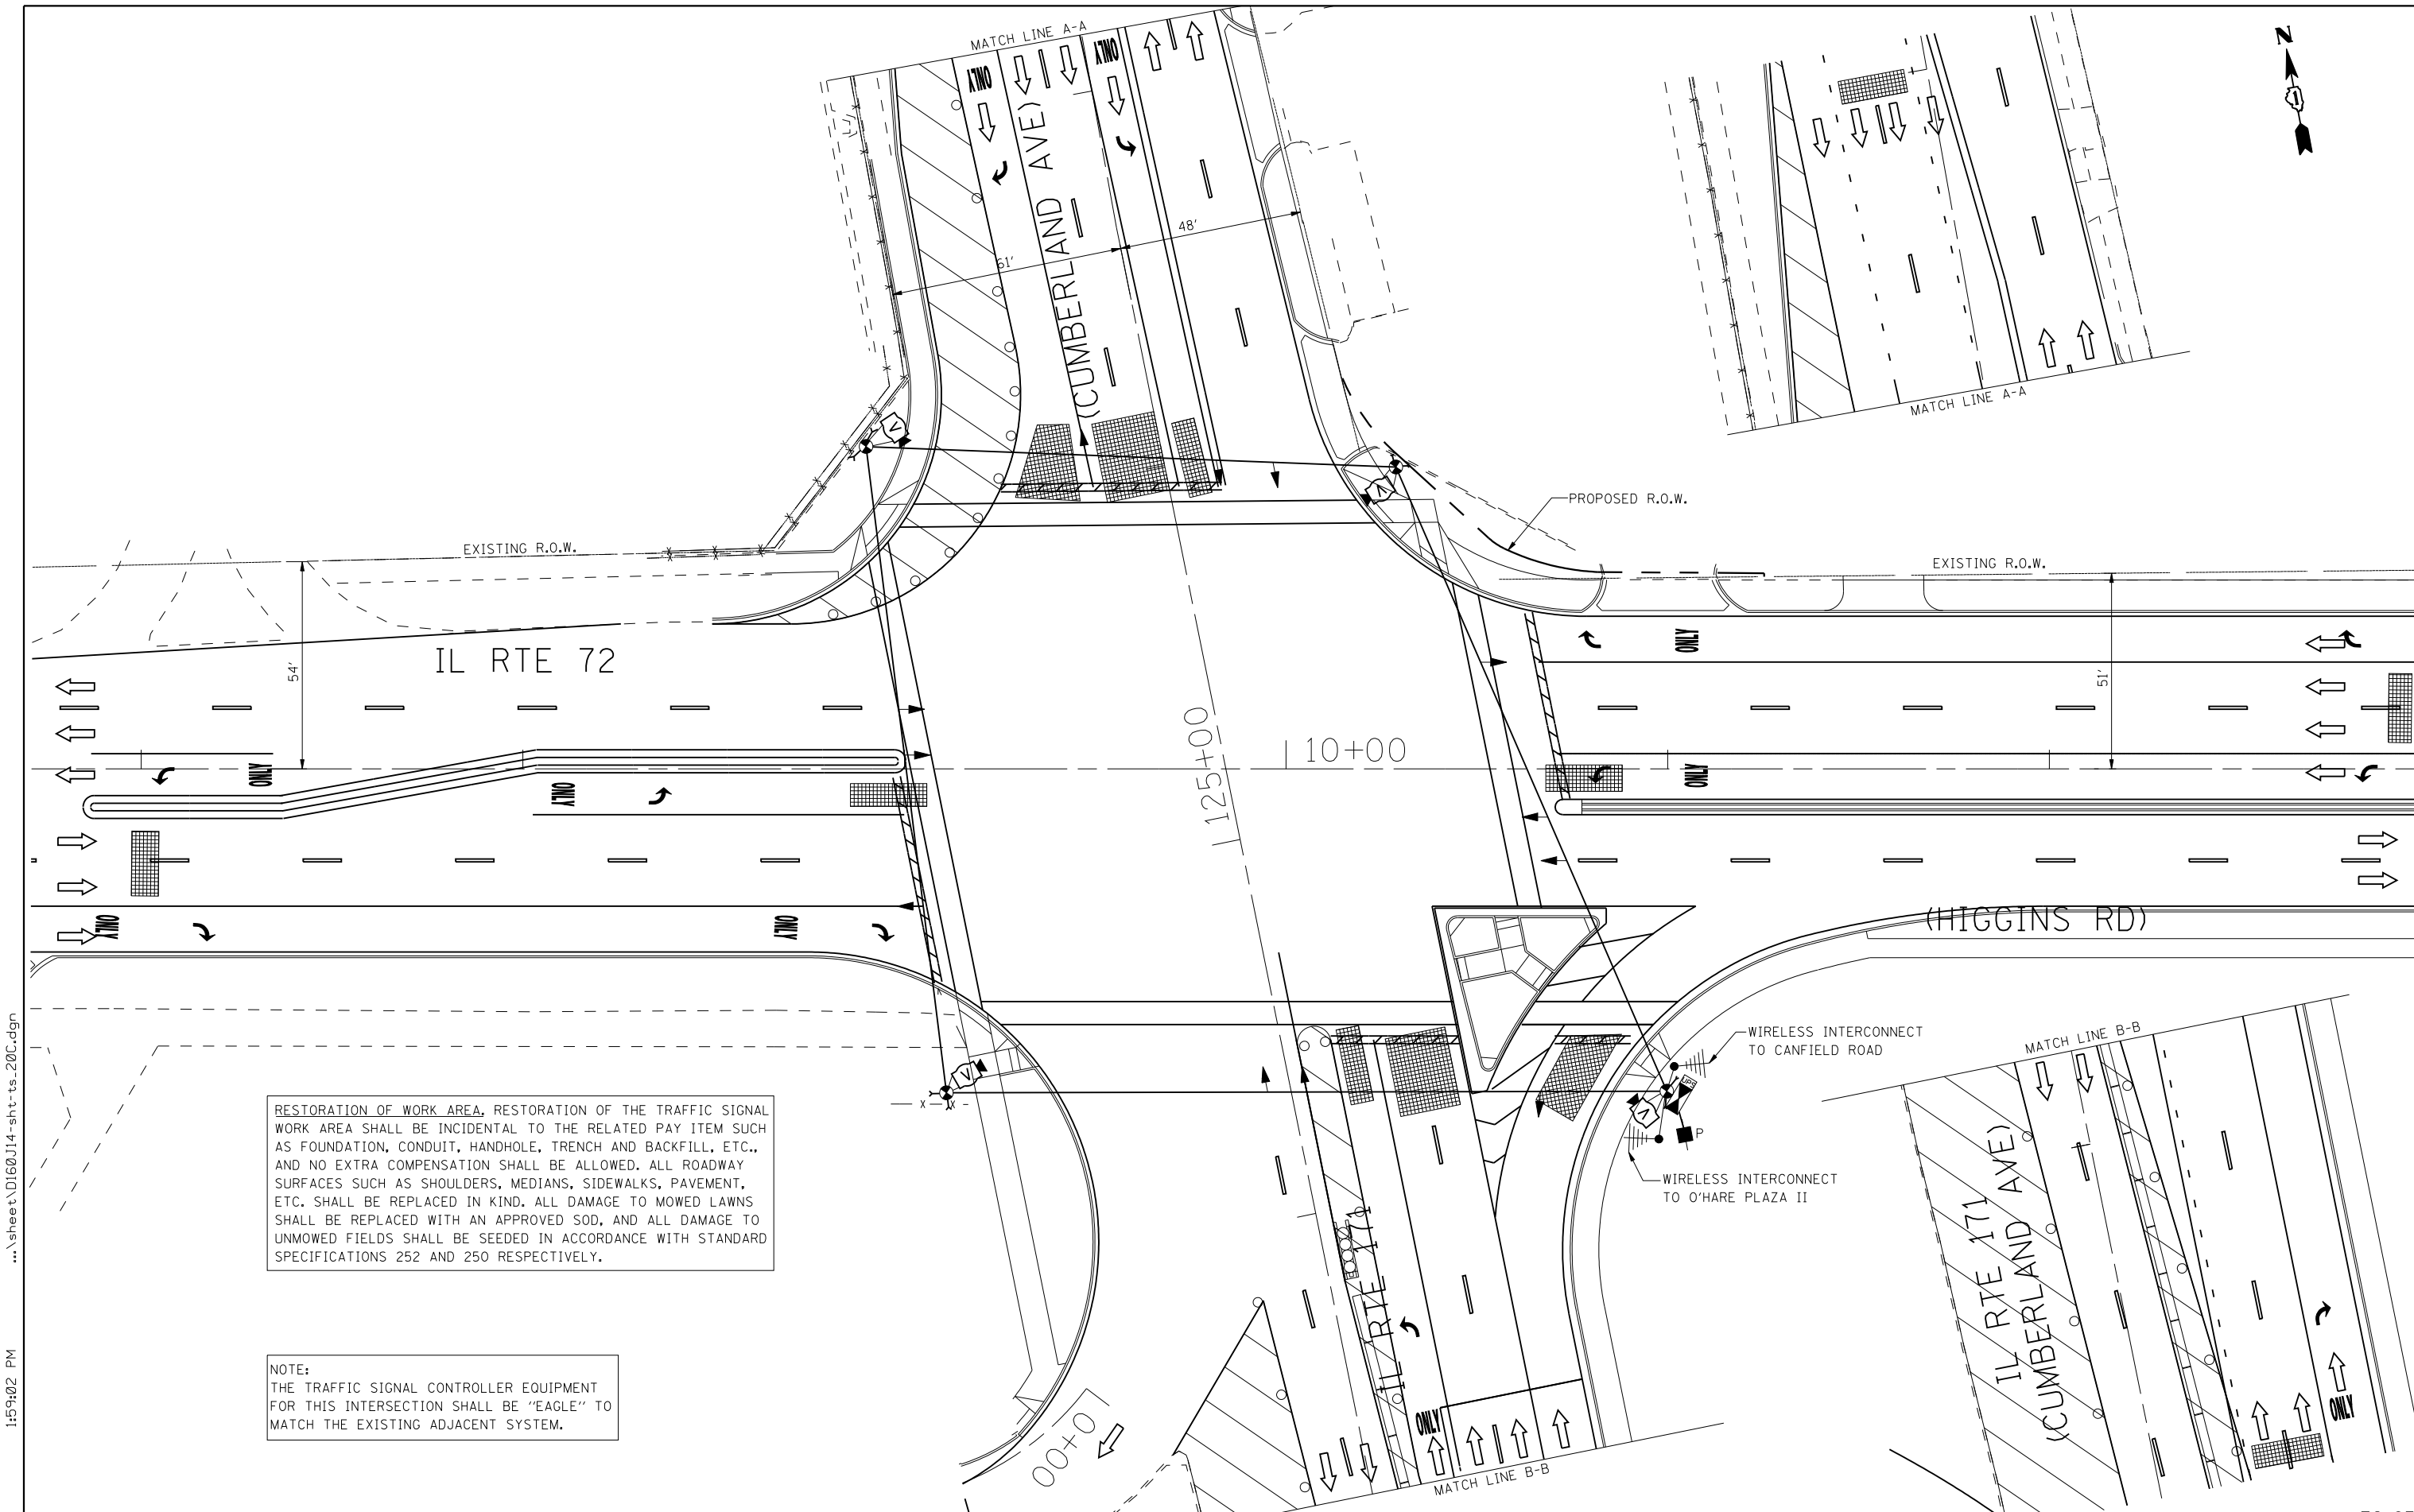 MATCH LINE A-A
N
ONLY
ONLY
(CUMBERLAND AVE)
48'
61'
MATCH LINE A-A
V
V
PROPOSED R.O.W.
EXISTING R.O.W.
EXISTING R.O.W.
IL RTE 72
54'
ONLY
51'
125+00
10+00
ONLY
ONLY
ONLY
ONLY
ONLY
(HIGGINS RD)
WIRELESS INTERCONNECT
TO CANFIELD ROAD
MATCH LINE B-B
UPS
V
V
P
WIRELESS INTERCONNECT
TO O'HARE PLAZA II
RESTORATION OF WORK AREA. RESTORATION OF THE TRAFFIC SIGNAL
WORK AREA SHALL BE INCIDENTAL TO THE RELATED PAY ITEM SUCH
AS FOUNDATION, CONDUIT, HANDHOLE, TRENCH AND BACKFILL, ETC.,
AND NO EXTRA COMPENSATION SHALL BE ALLOWED. ALL ROADWAY
SURFACES SUCH AS SHOULDERS, MEDIANS, SIDEWALKS, PAVEMENT,
ETC. SHALL BE REPLACED IN KIND. ALL DAMAGE TO MOWED LAWNS
SHALL BE REPLACED WITH AN APPROVED SOD, AND ALL DAMAGE TO
UNMOWED FIELDS SHALL BE SEEDED IN ACCORDANCE WITH STANDARD
SPECIFICATIONS 252 AND 250 RESPECTIVELY.
NOTE:
THE TRAFFIC SIGNAL CONTROLLER EQUIPMENT
FOR THIS INTERSECTION SHALL BE "EAGLE" TO
MATCH THE EXISTING ADJACENT SYSTEM.
IL RTE 171
ONLY
0+00
MATCH LINE B-B
IL RTE 171
(CUMBERLAND AVE)
ONLY
...\sheet\D160J14-sht-ts_20C.dgn
1:59:02 PM